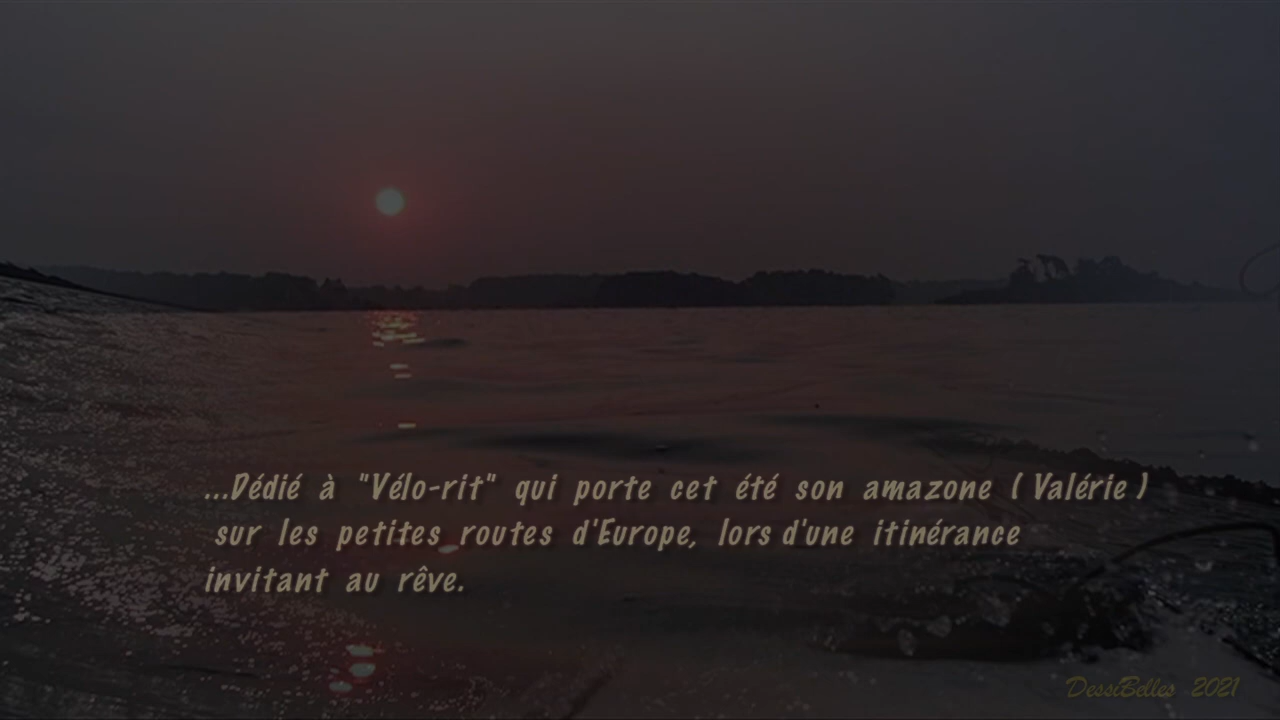 ...Dédié à "Vélo-rit" qui porte cet été son amazone ( Valérie )
sur les petites routes d'Europe, lors d'une itinérance
invitant au rêve.
DessiBelles 2021